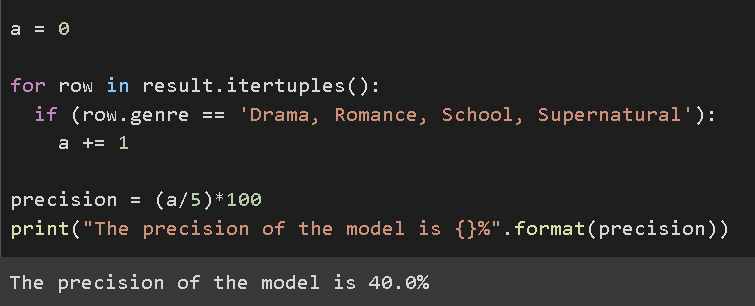 a = 0
for row in result.itertuples():
  if (row.genre == 'Drama, Romance, School, Supernatural'):
    a += 1
precision = (a/5)*100
print("The precision of the model is {}%".format(precision))
The precision of the model is 40.0%